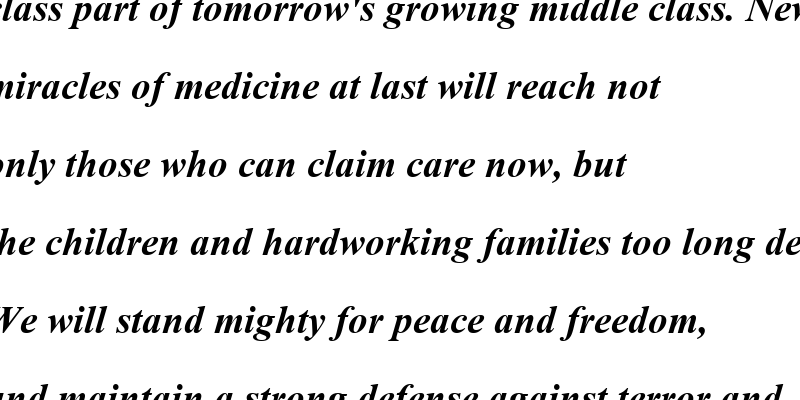 class part of tomorrow's growing middle class. New
miracles of medicine at last will reach not
only those who can claim care now, but
the children and hardworking families too long de
We will stand mighty for peace and freedom,
and maintain a strong defense against terror and